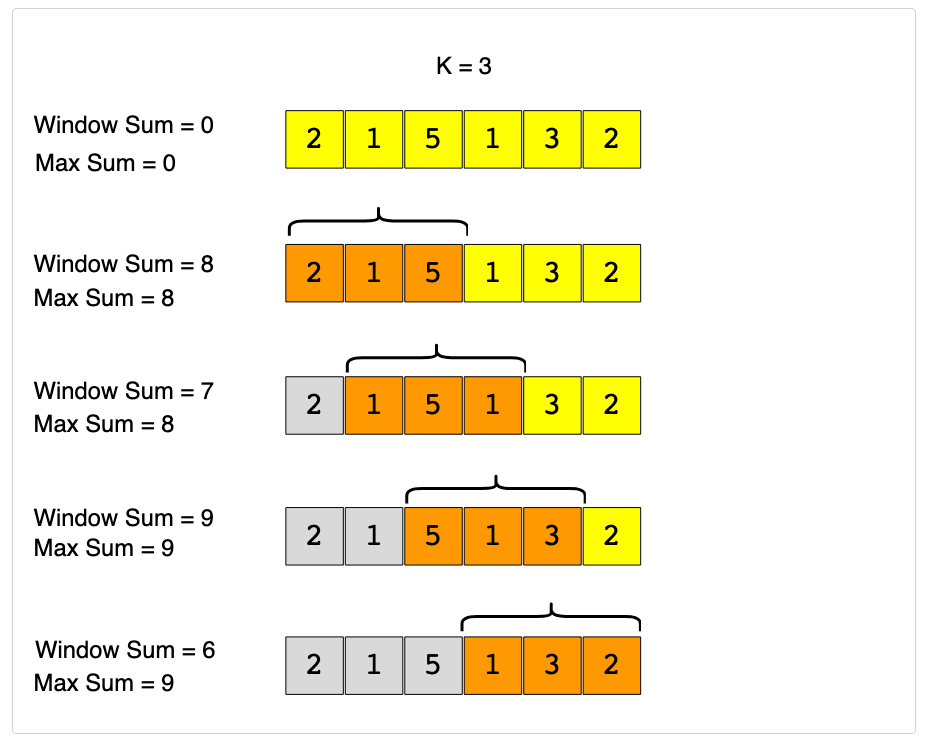 K = 3
Window Sum = 0
2 1 5 1 3 2
Max Sum = 0
Window Sum = 8
2 1 5 1 3 2
Max Sum = 8
Window Sum = 7
2 1 5 1 3 2
Max Sum = 8
Window Sum = 9
2 1 5 1 3 2
Max Sum = 9
Window Sum = 6
2 1 5 1 3 2
Max Sum = 9